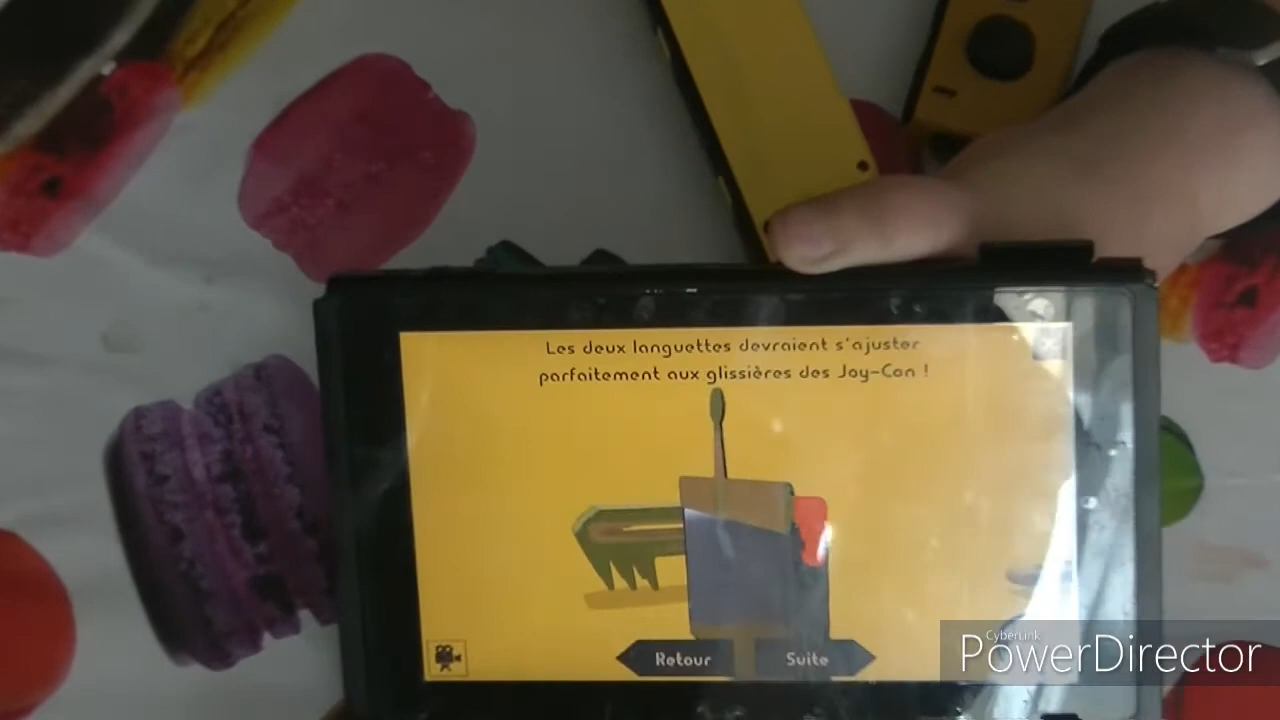 Les deux languettes devraient s'ajuster
parfaitement aux glissières des Joy-Con !
Retour
Suite
CyberLink
PowerDirector